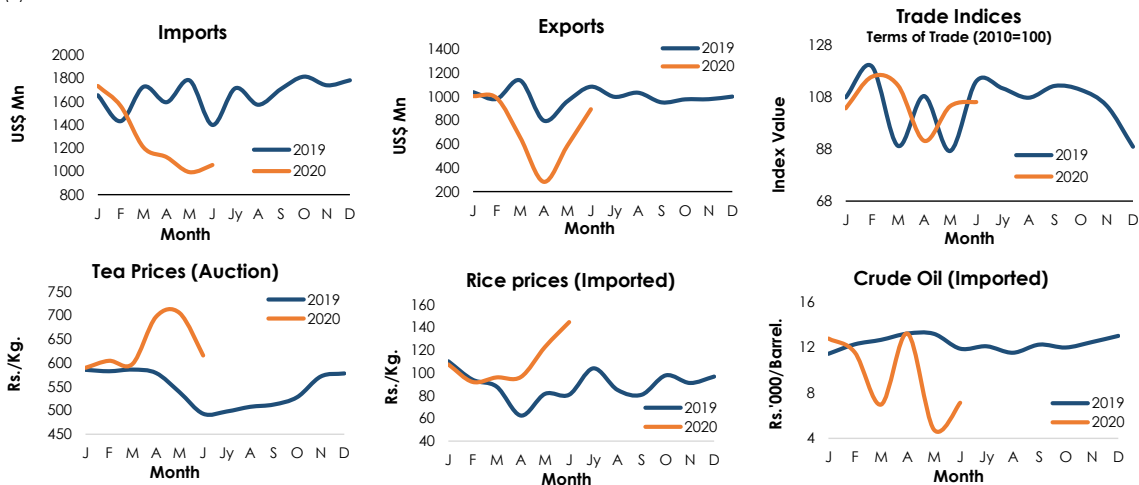 Imports
US$ Mn
2000
1800
1600
1400
1200
1000
800
2019
2020
J F M A M J Jy A S O N D
Month
Exports
US$ Mn
1400
1200
1000
800
600
400
200
2019
2020
J F M A M J Jy A S O N D
Month
Trade Indices
Terms of Trade (2010=100)
Index Value
128
108
88
68
2019
2020
J F M A M J Jy A S O N D
Month
Tea Prices (Auction)
Rs./Kg.
750
700
650
600
550
500
450
2019
2020
J F M A M J Jy A S O N D
Month
Rice prices (Imported)
Rs./Kg.
160
140
120
100
80
60
40
2019
2020
J F M A M J Jy A S O N D
Month
Crude Oil (Imported)
Rs.'000/Barrel.
16
12
8
4
2019
2020
J F M A M J Jy A S O N D
Month